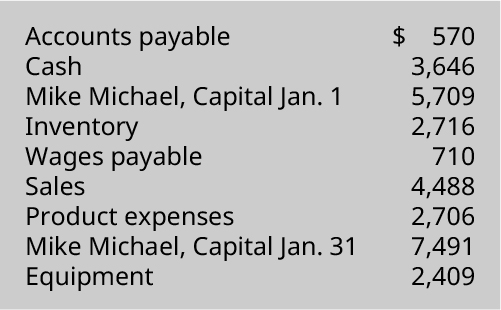 Accounts payable $ 570
Cash 3,646
Mike Michael, Capital Jan. 1 5,709
Inventory 2,716
Wages payable 710
Sales 4,488
Product expenses 2,706
Mike Michael, Capital Jan. 31 7,491
Equipment 2,409